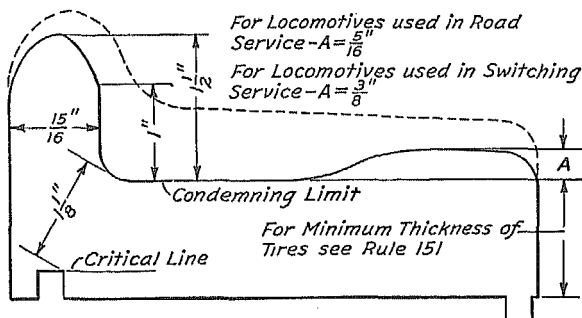 For Locomotives used in Road
Service-A=5/16"
For Locomotives used in Switching
Service-A=3/8"
15/16"
1"
1 1/2"
A
1 1/8"
Condemning Limit
For Minimum Thickness of
Tires see Rule 151
Critical Line